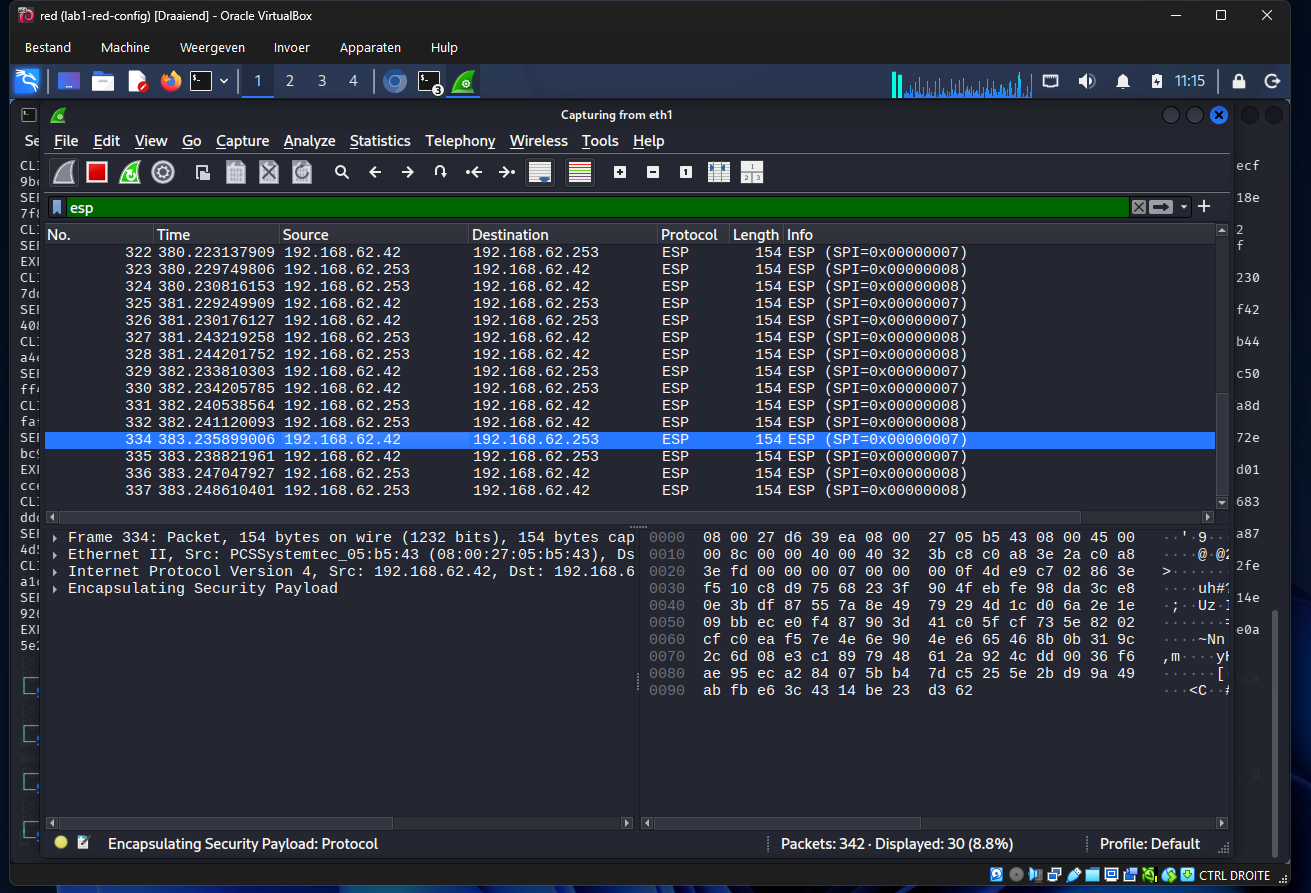 red (lab1-red-config) [Draaiend] - Oracle VirtualBox
Bestand Machine Weergeven Invoer Apparaten Hulp
1 2 3 4 3 11:15
Capturing from eth1
Se File Edit View Go Capture Analyze Statistics Telephony Wireless Tools Help
esp
No. Time Source Destination Protocol Length Info
322 380.223137909 192.168.62.42 192.168.62.253 ESP 154 ESP (SPI=0x00000007)
323 380.229749806 192.168.62.253 192.168.62.42 ESP 154 ESP (SPI=0x00000008)
324 380.230816153 192.168.62.253 192.168.62.42 ESP 154 ESP (SPI=0x00000008)
325 381.229249909 192.168.62.42 192.168.62.253 ESP 154 ESP (SPI=0x00000007)
326 381.230176127 192.168.62.42 192.168.62.253 ESP 154 ESP (SPI=0x00000007)
327 381.243219258 192.168.62.253 192.168.62.42 ESP 154 ESP (SPI=0x00000008)
328 381.244201752 192.168.62.253 192.168.62.42 ESP 154 ESP (SPI=0x00000008)
329 382.233810303 192.168.62.42 192.168.62.253 ESP 154 ESP (SPI=0x00000007)
330 382.234205785 192.168.62.42 192.168.62.253 ESP 154 ESP (SPI=0x00000007)
331 382.240538564 192.168.62.253 192.168.62.42 ESP 154 ESP (SPI=0x00000008)
332 382.241120093 192.168.62.253 192.168.62.42 ESP 154 ESP (SPI=0x00000008)
334 383.235899006 192.168.62.42 192.168.62.253 ESP 154 ESP (SPI=0x00000007)
335 383.238821961 192.168.62.42 192.168.62.253 ESP 154 ESP (SPI=0x00000007)
336 383.247047927 192.168.62.253 192.168.62.42 ESP 154 ESP (SPI=0x00000008)
337 383.248610401 192.168.62.253 192.168.62.42 ESP 154 ESP (SPI=0x00000008)
Frame 334: Packet, 154 bytes on wire (1232 bits), 154 bytes cap
Ethernet II, Src: PCSSystemtec_05:b5:43 (08:00:27:05:b5:43), Ds
Internet Protocol Version 4, Src: 192.168.62.42, Dst: 192.168.6
Encapsulating Security Payload
0000 08 00 27 d6 39 ea 08 00 27 05 b5 43 08 00 45 00 ··'·9···
0010 00 8c 00 00 40 00 40 32 3b c8 c0 a8 3e 2a c0 a8 ····@·@2
0020 3e fd 00 00 00 07 00 00 00 0f 4d e9 c7 02 86 3e >·······
0030 f5 10 c8 d9 75 68 23 3f 90 4f eb fe 98 da 3c e8 ····uh#?
0040 0e 3b df 87 55 7a 8e 49 79 29 4d 1c d0 6a 2e 1e ·;··Uz·I
0050 09 bb ec e0 f4 87 90 3d 41 c0 5f cf 73 5e 82 02 ·······=
0060 cf c0 ea f5 7e 4e 6e 90 4e e6 65 46 8b 0b 31 9c ····~Nn·
0070 2c 6d 08 e3 c1 89 79 48 61 2a 92 4c dd 00 36 f6 ,m····yH
0080 ae 95 ec a2 84 07 5b b4 7d c5 25 5e 2b d9 9a 49 ······[·
0090 ab fb e6 3c 43 14 be 23 d3 62 ···<C··#
Encapsulating Security Payload: Protocol Packets: 342 · Displayed: 30 (8.8%) Profile: Default
CTRL DROITE